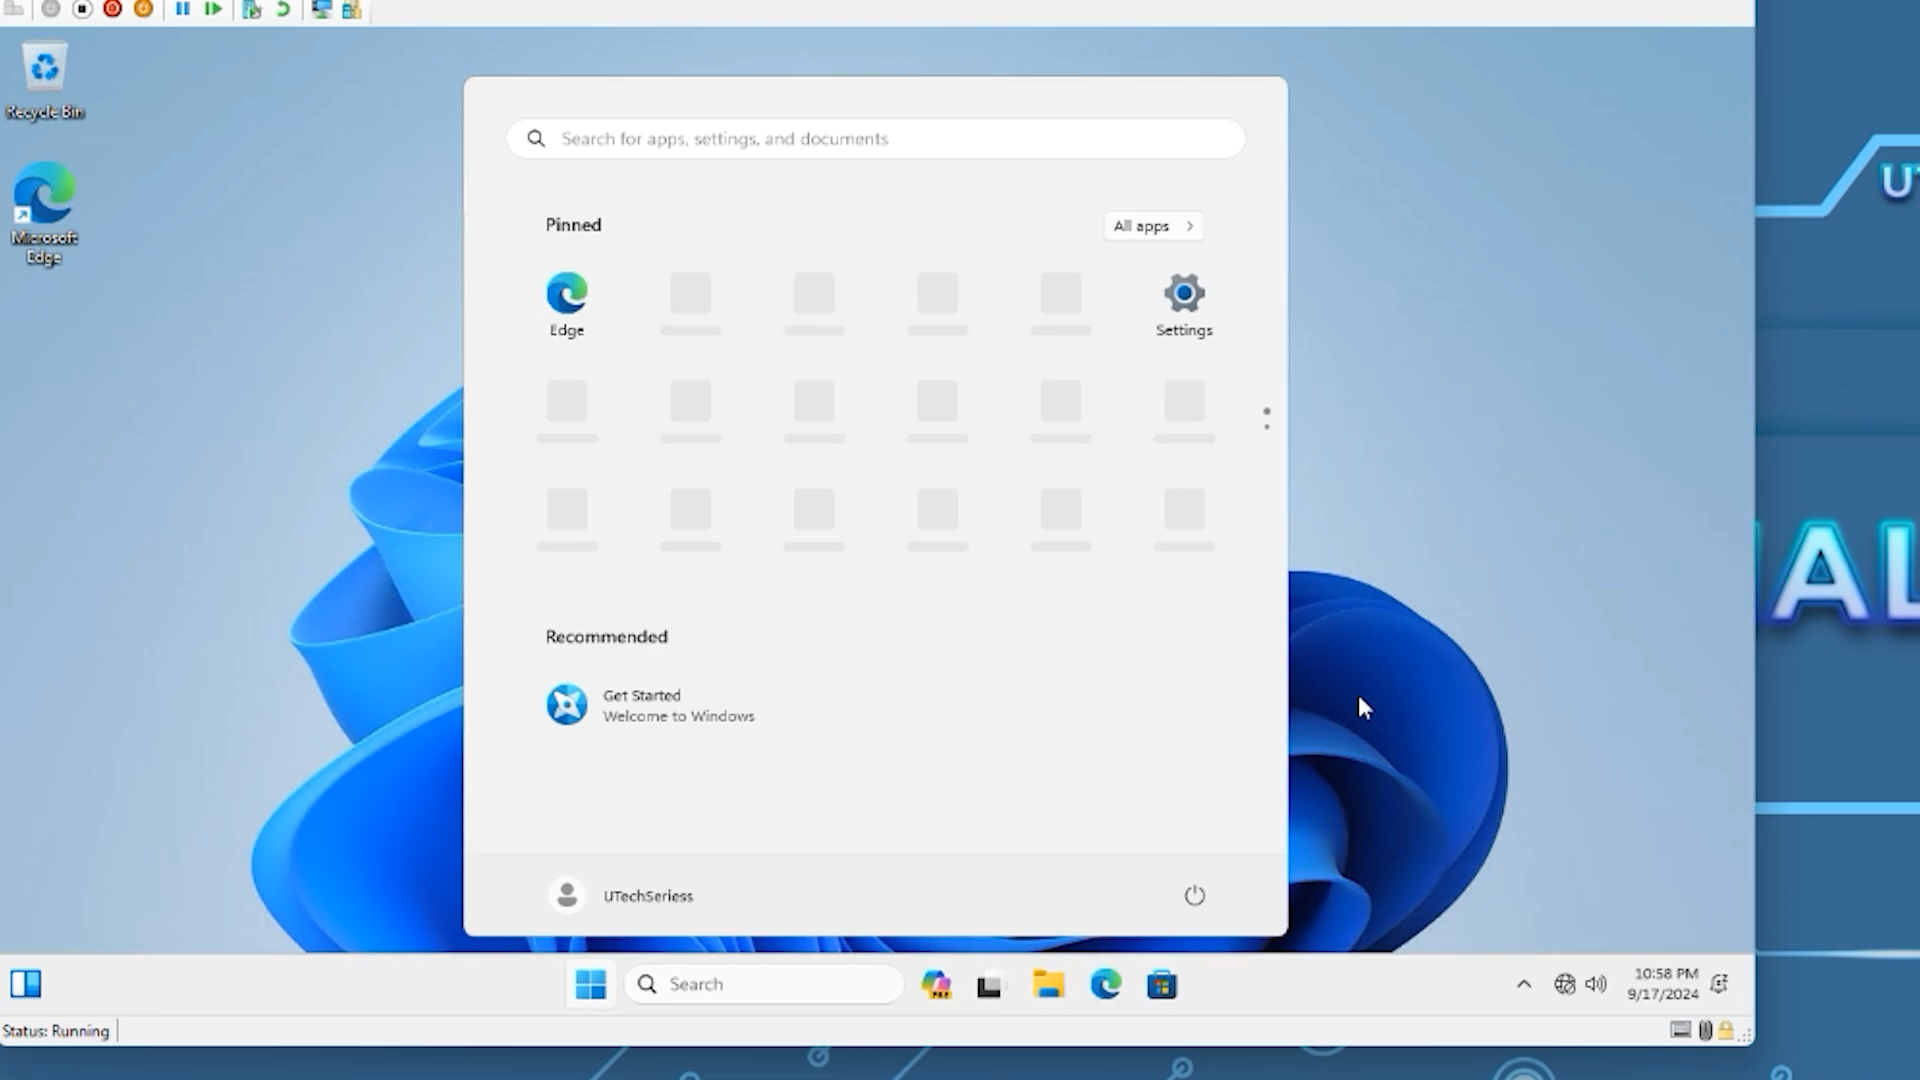 Recycle Bin
Microsoft
Edge
Search for apps, settings, and documents
Pinned
All apps
Edge
Settings
Recommended
Get Started
Welcome to Windows
UTechSeriess
Search
10:58 PM
9/17/2024
Status: Running
UT
AL